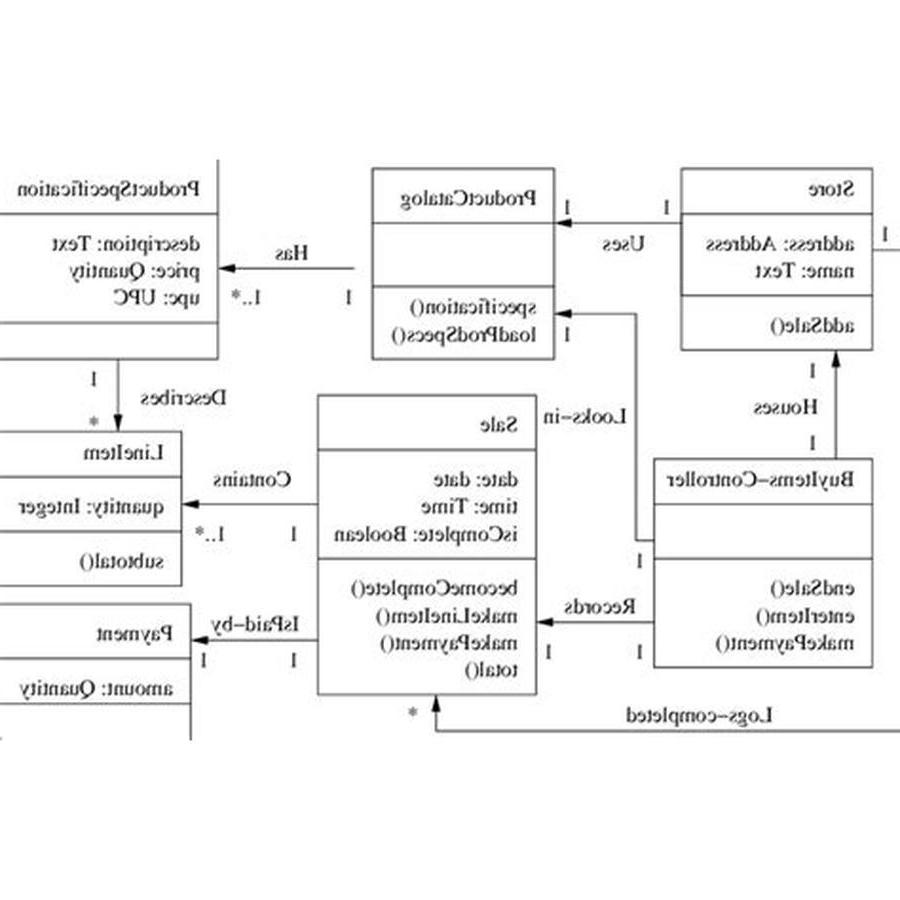 Store
address: Address
name: Text
addSale()
1
1
Uses
1
ProductCatalog
specification()
loadProdSpecs()
1
Has
1
1..*
ProductSpecification
description: Text
price: Quantity
upc: UPC
1
Describes
*
1
Houses
1
Looks-in
1
BuyItems-Controller
endSale()
enterItem()
makePayment()
Records
1
1
Sale
date: date
time: Time
isComplete: Boolean
becomeComplete()
makeLineItem()
makePayment()
total()
Contains
1
1..*
LineItem
quantity: Integer
subtotal()
IsPaid-by
1
1
Payment
amount: Quantity
Logs-completed
*